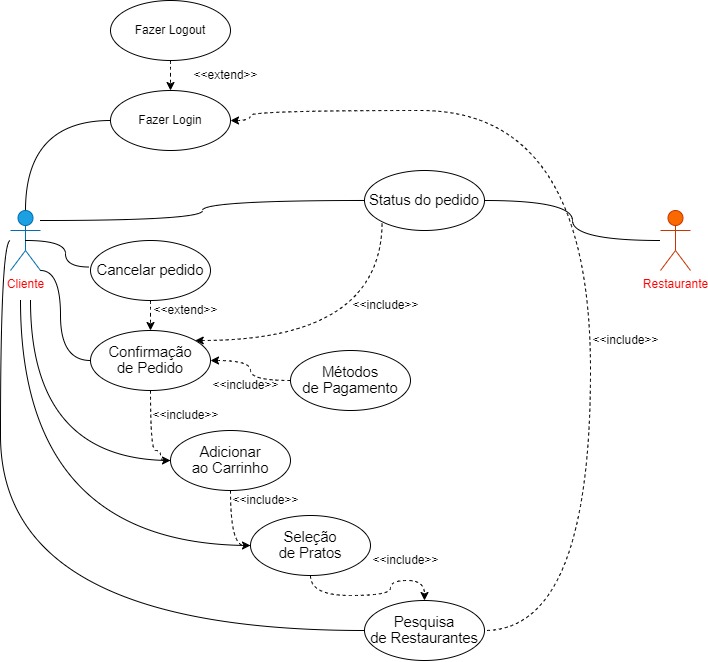 Fazer Logout
<<extend>>
Fazer Login
Status do pedido
Cliente
Restaurante
Cancelar pedido
<<extend>>
<<include>>
<<include>>
Confirmação
de Pedido
Métodos
de Pagamento
<<include>>
<<include>>
Adicionar
ao Carrinho
<<include>>
Seleção
de Pratos
<<include>>
Pesquisa
de Restaurantes